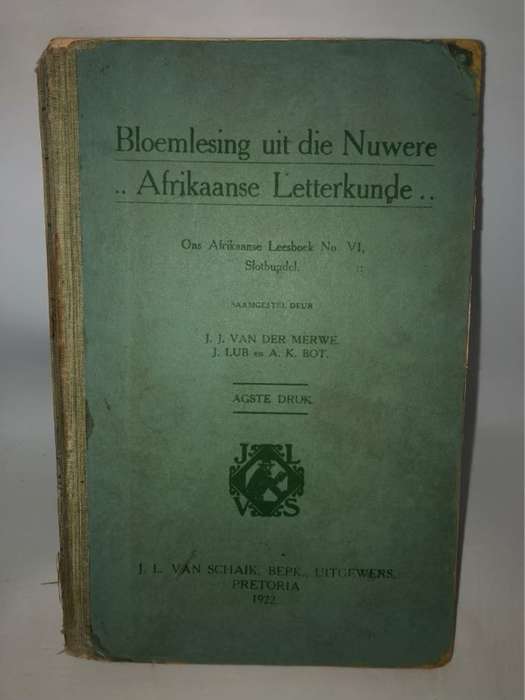 Bloemlesing uit die Nuwere
.. Afrikaanse Letterkunde ..
Ons Afrikaanse Leesboek No. VI,
Slotbundel.
SAAMGESTEL DEUR
J. J. VAN DER MERWE,
J. LUB en A. K. BOT.
AGSTE DRUK.
J L
V S
J. L. VAN SCHAIK, BEPK., UITGEWERS,
PRETORIA
1922.